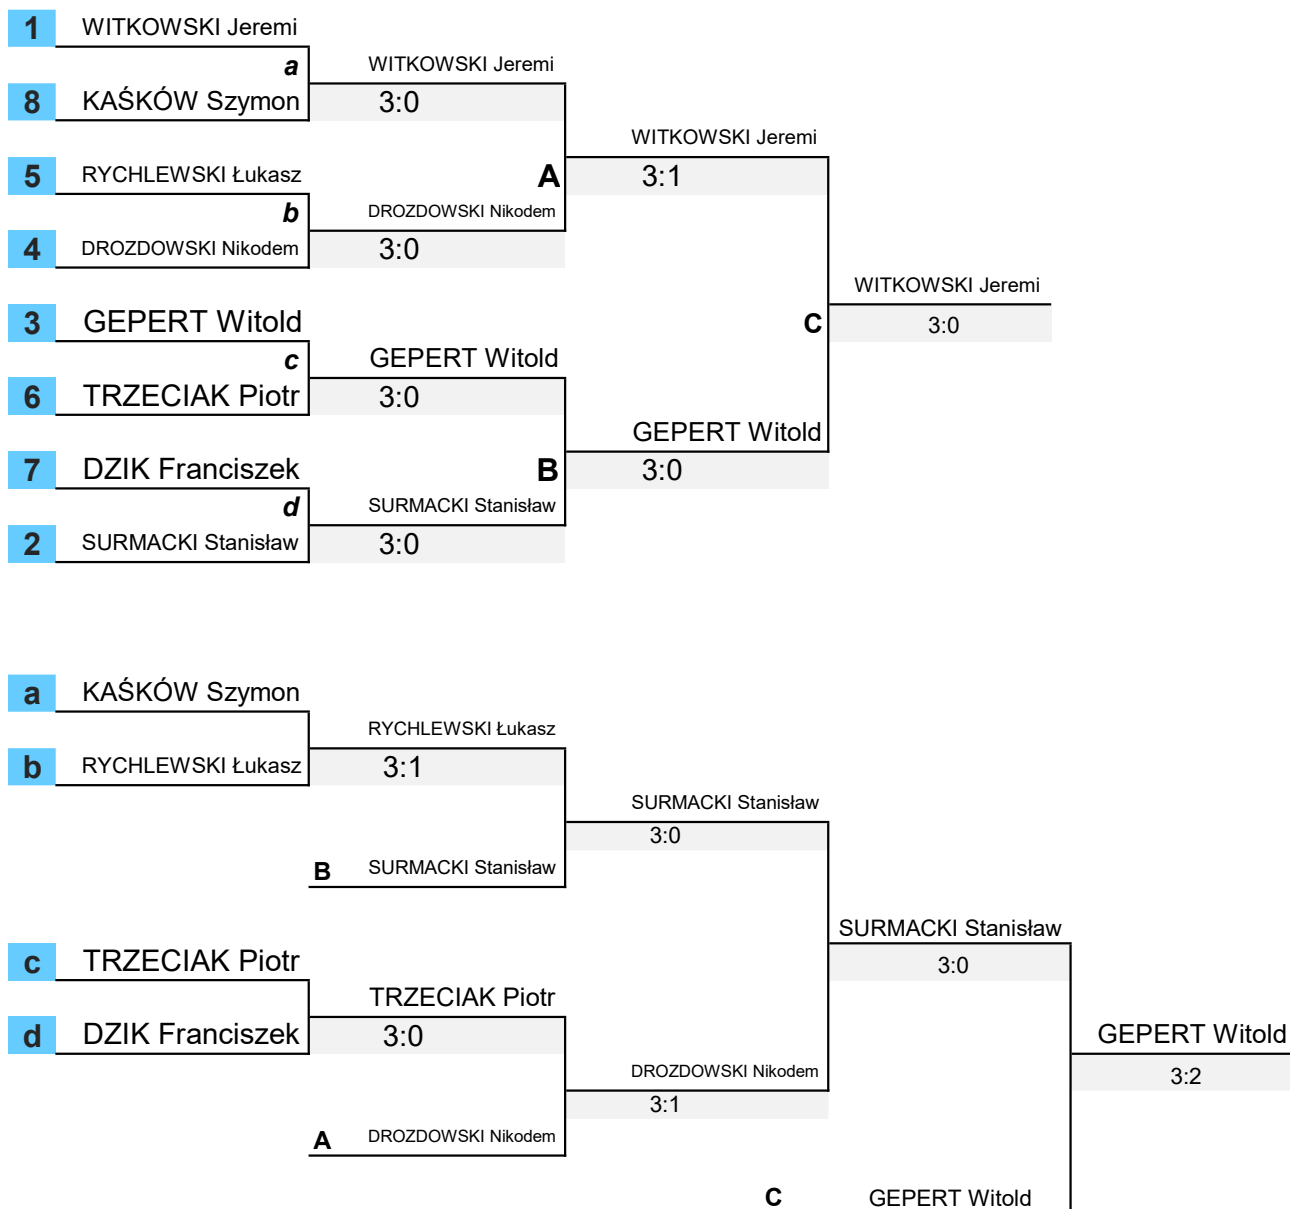 1 WITKOWSKI Jeremi
a WITKOWSKI Jeremi
8 KAŚKÓW Szymon 3:0
WITKOWSKI Jeremi
5 RYCHLEWSKI Łukasz A 3:1
b DROZDOWSKI Nikodem
4 DROZDOWSKI Nikodem 3:0
WITKOWSKI Jeremi
3 GEPERT Witold C 3:0
c GEPERT Witold
6 TRZECIAK Piotr 3:0
GEPERT Witold
7 DZIK Franciszek B 3:0
d SURMACKI Stanisław
2 SURMACKI Stanisław 3:0
a KAŚKÓW Szymon
RYCHLEWSKI Łukasz
b RYCHLEWSKI Łukasz 3:1
SURMACKI Stanisław
3:0
B SURMACKI Stanisław
SURMACKI Stanisław
c TRZECIAK Piotr 3:0
TRZECIAK Piotr
d DZIK Franciszek 3:0 GEPERT Witold
DROZDOWSKI Nikodem 3:2
3:1
A DROZDOWSKI Nikodem
C GEPERT Witold